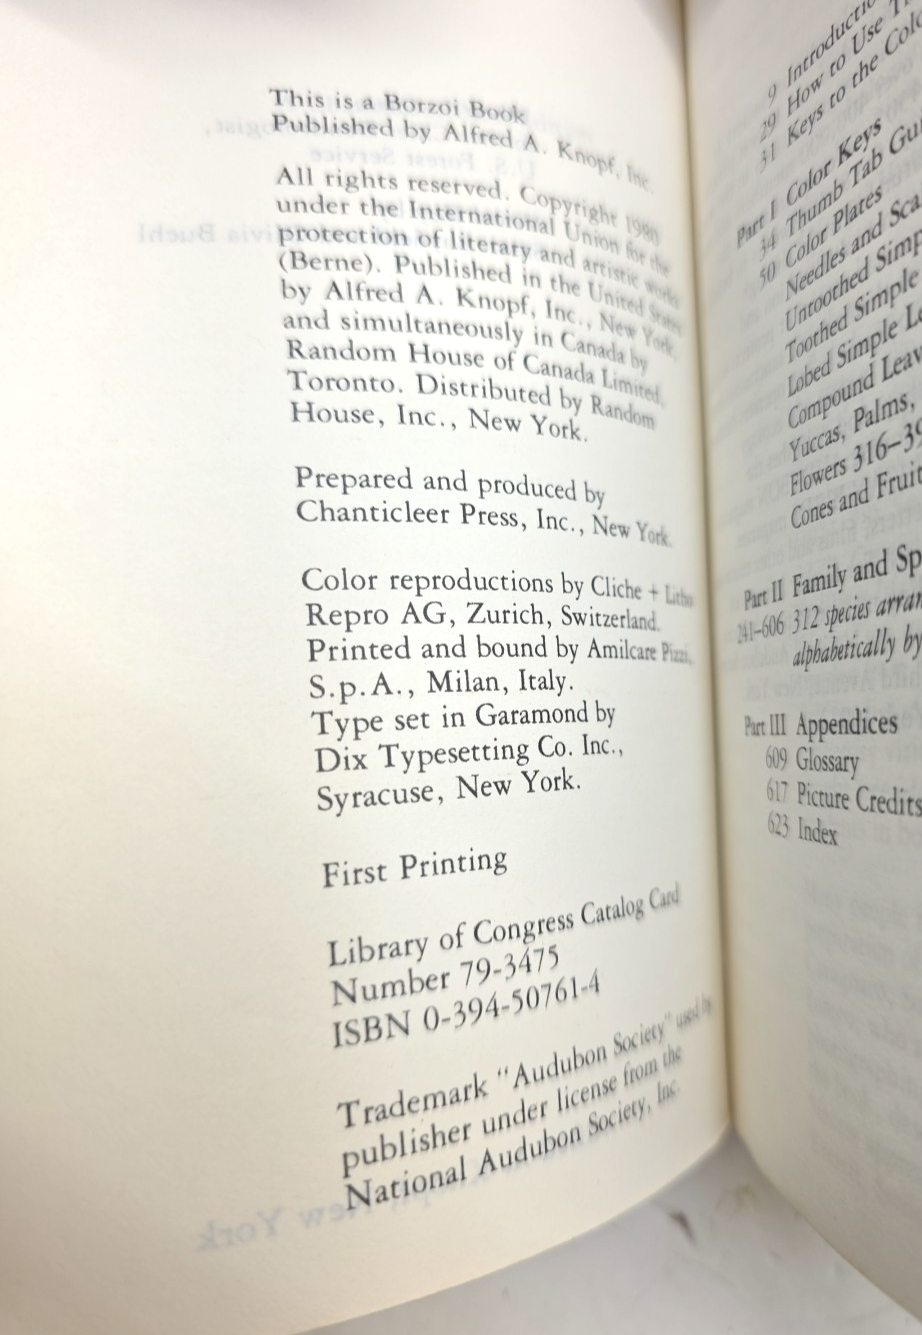 This is a Borzoi Book
Published by Alfred A. Knopf, Inc.
All rights reserved. Copyright 1980
under the International Union for the
protection of literary and artistic works
(Berne). Published in the United States
by Alfred A. Knopf, Inc., New York,
and simultaneously in Canada by
Random House of Canada Limited,
Toronto. Distributed by Random
House, Inc., New York.
Prepared and produced by
Chanticleer Press, Inc., New York.
Color reproductions by Cliche + Litho
Repro AG, Zurich, Switzerland.
Printed and bound by Amilcare Pizzi,
S.p.A., Milan, Italy.
Type set in Garamond by
Dix Typesetting Co. Inc.,
Syracuse, New York.
First Printing
Library of Congress Catalog Card
Number 79-3475
ISBN 0-394-50761-4
Trademark "Audubon Society" used by
publisher under license from the
National Audubon Society, Inc.
9 Introductio
29 How to Use T
31 Keys to the Colo
Part I Color Keys
34 Thumb Tab Gui
50 Color Plates
Needles and Sca
Untoothed Simp
Toothed Simple
Lobed Simple Le
Compound Leav
Yuccas, Palms,
Flowers 316–39
Cones and Fruit
Part II Family and Sp
241–606 312 species arran
alphabetically by
Part III Appendices
609 Glossary
617 Picture Credits
623 Index